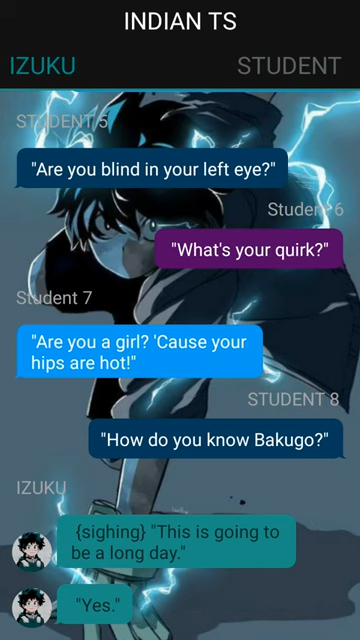 INDIAN TS
IZUKU STUDENT
STUDENT 5
"Are you blind in your left eye?"
Student 6
"What's your quirk?"
Student 7
"Are you a girl? 'Cause your
hips are hot!"
STUDENT 8
"How do you know Bakugo?"
IZUKU
{sighing} "This is going to
be a long day."
"Yes."